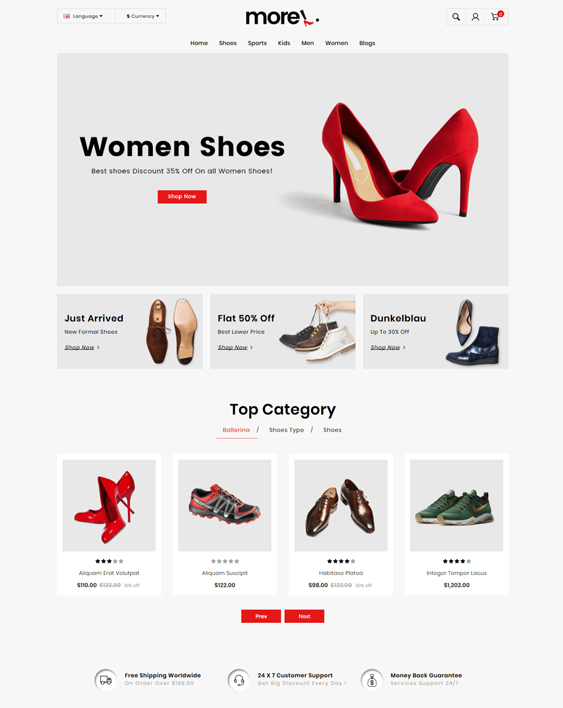 Language
$ Currency
more!.
0
Home Shoes Sports Kids Men Women Blogs
Women Shoes
Best shoes Discount 35% Off On all Women Shoes!
Shop Now
Just Arrived
New Formal Shoes
Shop Now >
Flat 50% Off
Best Lower Price
Shop Now >
Dunkelblau
Up To 30% Off
Shop Now >
Top Category
Ballerina / Shoes Type / Shoes
Aliquam Erat Volutpat
$110.00 $122.00 10% off
Aliquam Suscipit
$122.00
Habitasa Platea
$98.00 $122.00 20% off
Integer Tempor Lacus
$1,202.00
Prev Next
Free Shipping Worldwide
On Order Over $199.00
24 X 7 Customer Support
Get Big Discount Every Day !
Money Back Guarantee
Services Support 24/7